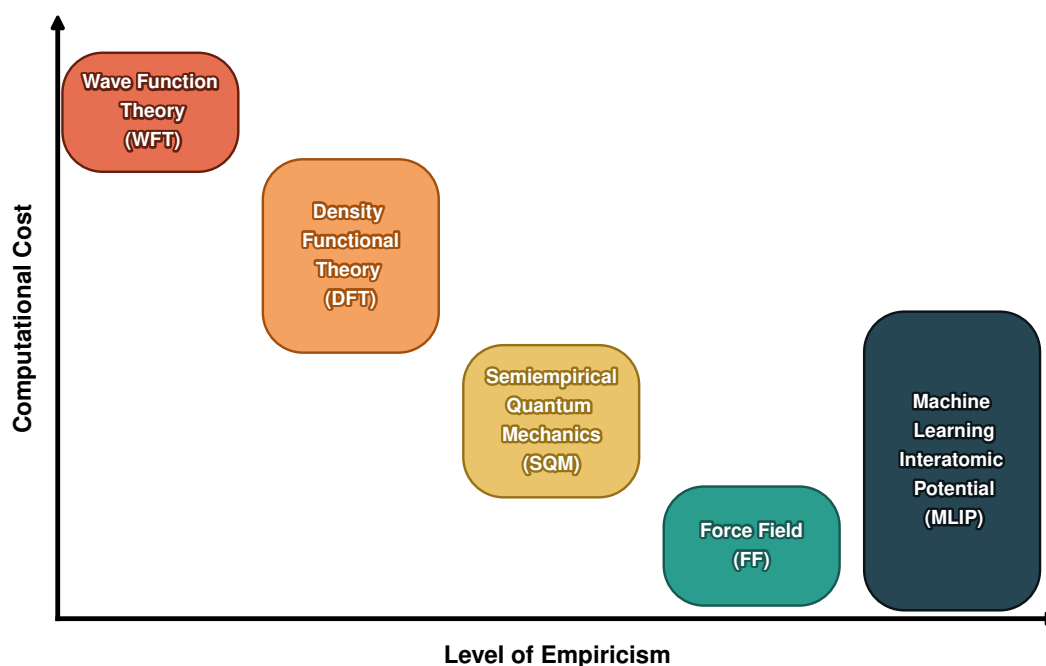 Computational Cost
Wave Function
Theory
(WFT)
Density
Functional
Theory
(DFT)
Semiempirical
Quantum
Mechanics
(SQM)
Force Field
(FF)
Machine
Learning
Interatomic
Potential
(MLIP)
Level of Empiricism